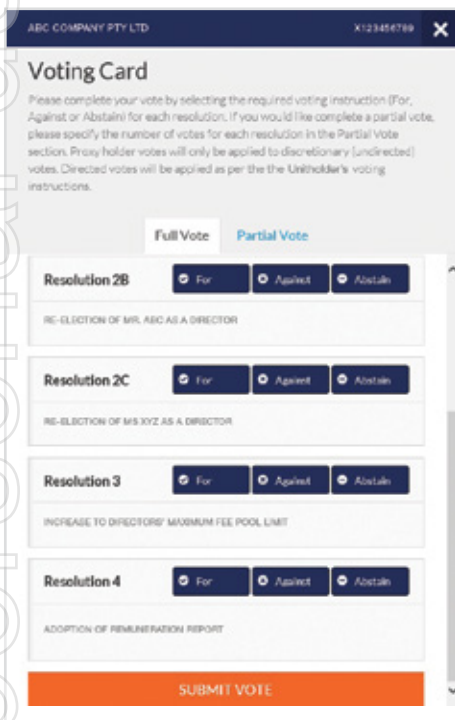 ABC COMPANY PTY LTD X123456789
Voting Card
Please complete your vote by selecting the required voting instruction (For,
Against or Abstain) for each resolution. If you would like complete a partial vote,
please specify the number of votes for each resolution in the Partial Vote
section. Proxy holder votes will only be applied to discretionary (undirected)
votes. Directed votes will be applied as per the the Unitholder's voting
instructions.
Full Vote Partial Vote
Resolution 2B For Against Abstain
RE-ELECTION OF MR. ABC AS A DIRECTOR
Resolution 2C For Against Abstain
RE-ELECTION OF MS XYZ AS A DIRECTOR
Resolution 3 For Against Abstain
INCREASE TO DIRECTORS' MAXIMUM FEE POOL LIMIT
Resolution 4 For Against Abstain
ADOPTION OF REMUNERATION REPORT
SUBMIT VOTE